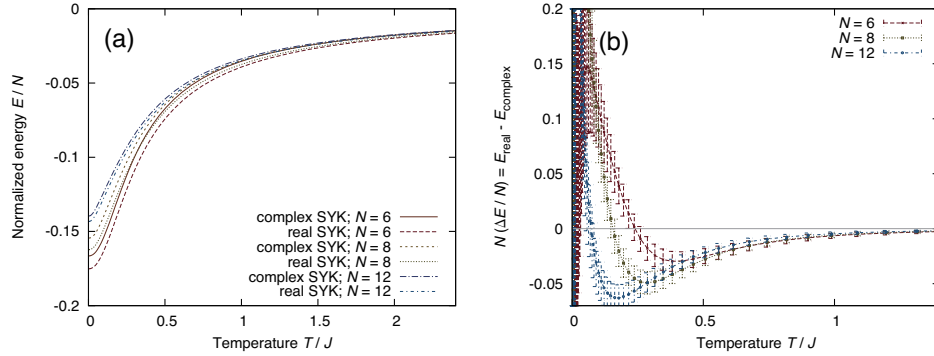 (a)
Normalized energy E / N
0
-0.05
-0.1
-0.15
-0.2
complex SYK; N = 6
real SYK; N = 6
complex SYK; N = 8
real SYK; N = 8
complex SYK; N = 12
real SYK; N = 12
0
0.5
1
1.5
2
Temperature T / J
(b)
N (ΔE / N) = E_real - E_complex
0.2
0.15
0.1
0.05
0
-0.05
N = 6
N = 8
N = 12
0
0.5
1
Temperature T / J